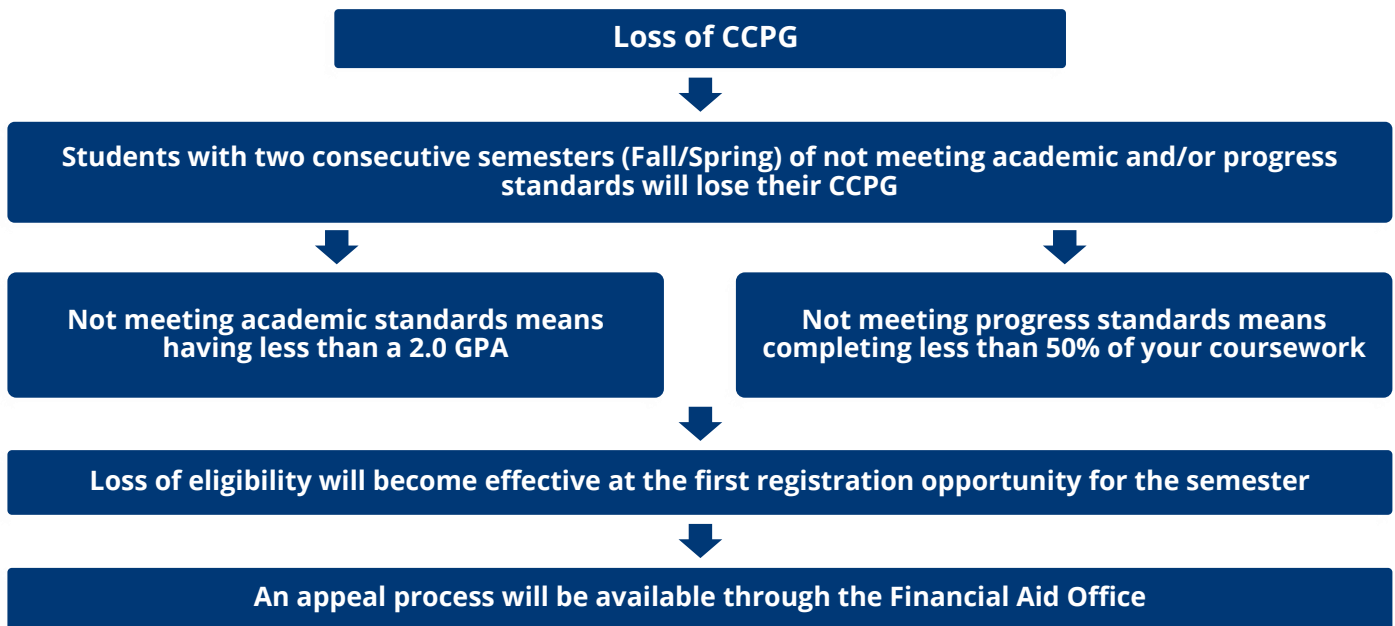 Loss of CCPG
Students with two consecutive semesters (Fall/Spring) of not meeting academic and/or progress
standards will lose their CCPG
Not meeting academic standards means
having less than a 2.0 GPA
Not meeting progress standards means
completing less than 50% of your coursework
Loss of eligibility will become effective at the first registration opportunity for the semester
An appeal process will be available through the Financial Aid Office